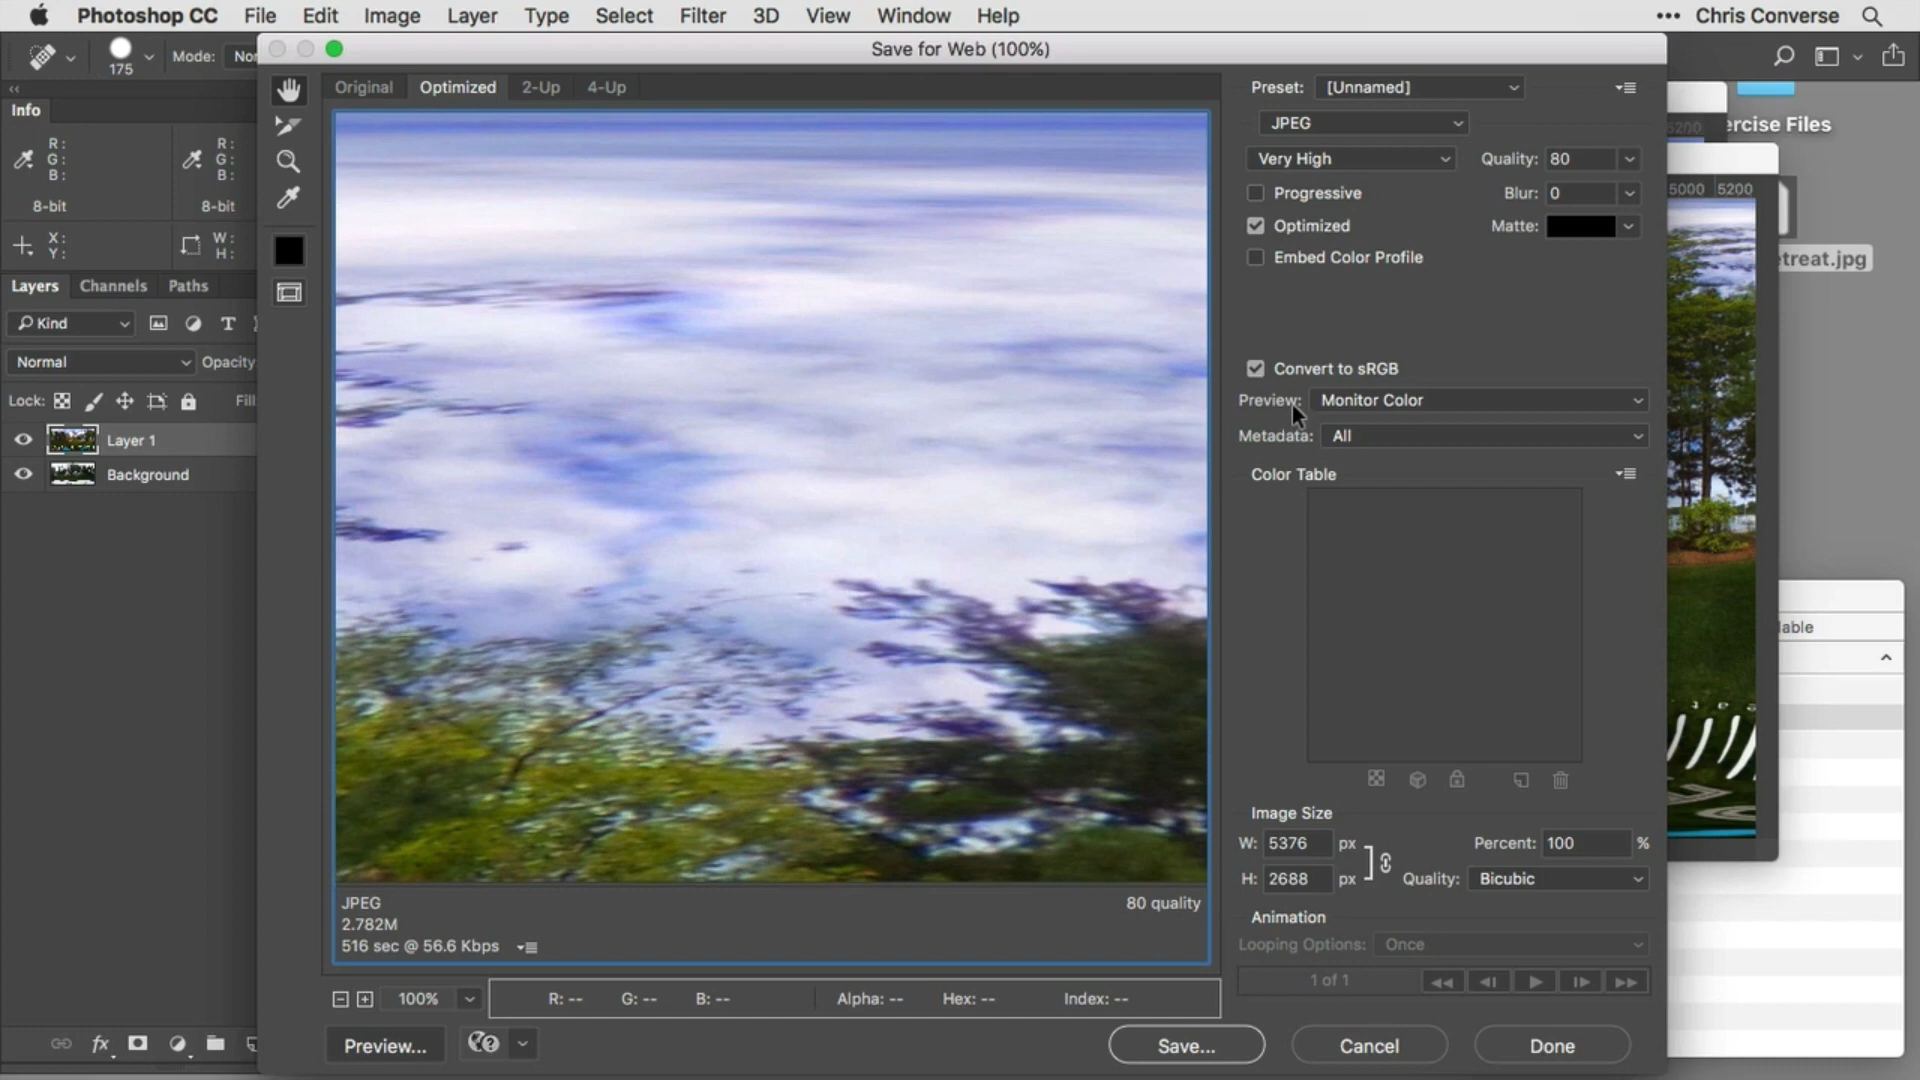 Photoshop CC File Edit Image Layer Type Select Filter 3D View Window Help ••• Chris Converse
175 Mode: Nor
Save for Web (100%)
Info
R: G: B: R: G: B:
8-bit 8-bit
X: Y: W: H:
Layers Channels Paths
Kind
Normal Opacity:
Lock: Fill
Layer 1
Background
fx
Original Optimized 2-Up 4-Up
JPEG
2.782M
516 sec @ 56.6 Kbps
80 quality
100% R: -- G: -- B: -- Alpha: -- Hex: -- Index: --
Preview... Save... Cancel Done
Preset: [Unnamed]
JPEG
Very High Quality: 80
Progressive Blur: 0
Optimized Matte:
Embed Color Profile
Convert to sRGB
Preview: Monitor Color
Metadata: All
Color Table
Image Size
W: 5376 px Percent: 100 %
H: 2688 px Quality: Bicubic
Animation
Looping Options: Once
1 of 1
5200
ercise Files
5000 5200
treat.jpg
lable